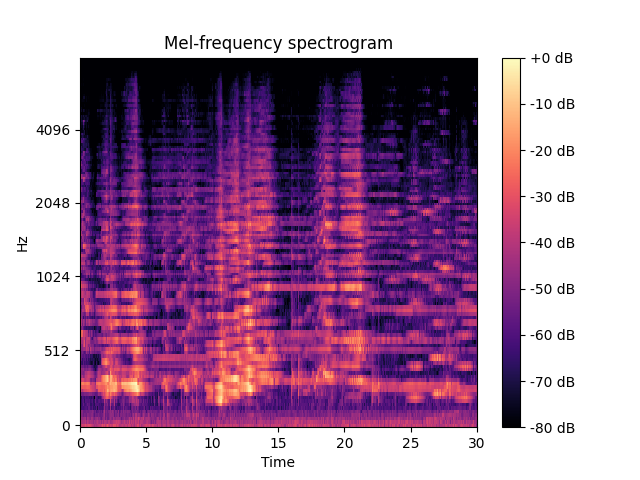 Mel-frequency spectrogram
Hz
4096
2048
1024
512
0
0 5 10 15 20 25 30
Time
+0 dB
-10 dB
-20 dB
-30 dB
-40 dB
-50 dB
-60 dB
-70 dB
-80 dB